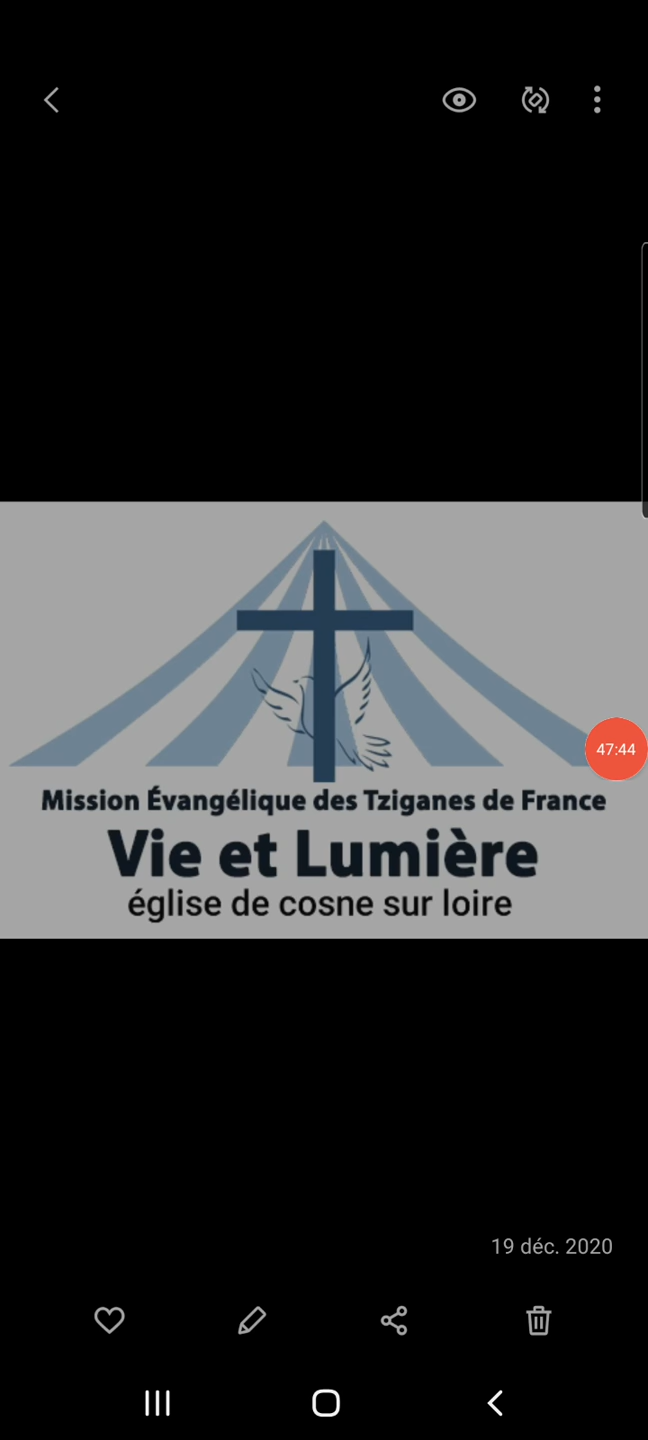 47:44
Mission Évangélique des Tziganes de France
Vie et Lumière
église de cosne sur loire
19 déc. 2020